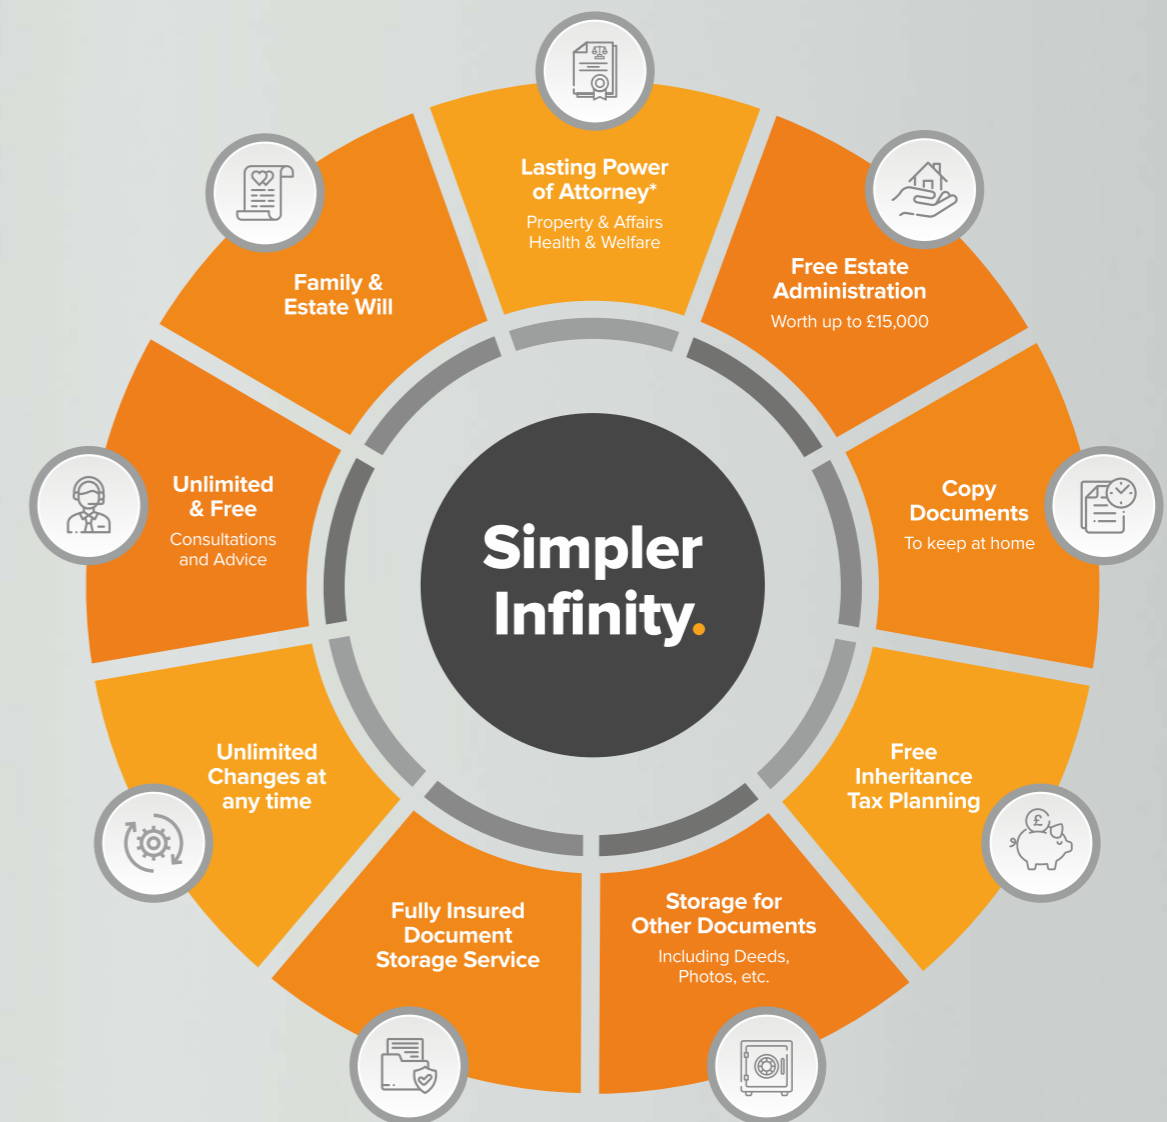 Lasting Power
of Attorney*
Property & Affairs
Health & Welfare
Free Estate
Administration
Worth up to £15,000
Copy
Documents
To keep at home
Free
Inheritance
Tax Planning
£
Storage for
Other Documents
Including Deeds,
Photos, etc.
Fully Insured
Document
Storage Service
Unlimited
Changes at
any time
Unlimited
& Free
Consultations
and Advice
Family &
Estate Will
Simpler
Infinity.